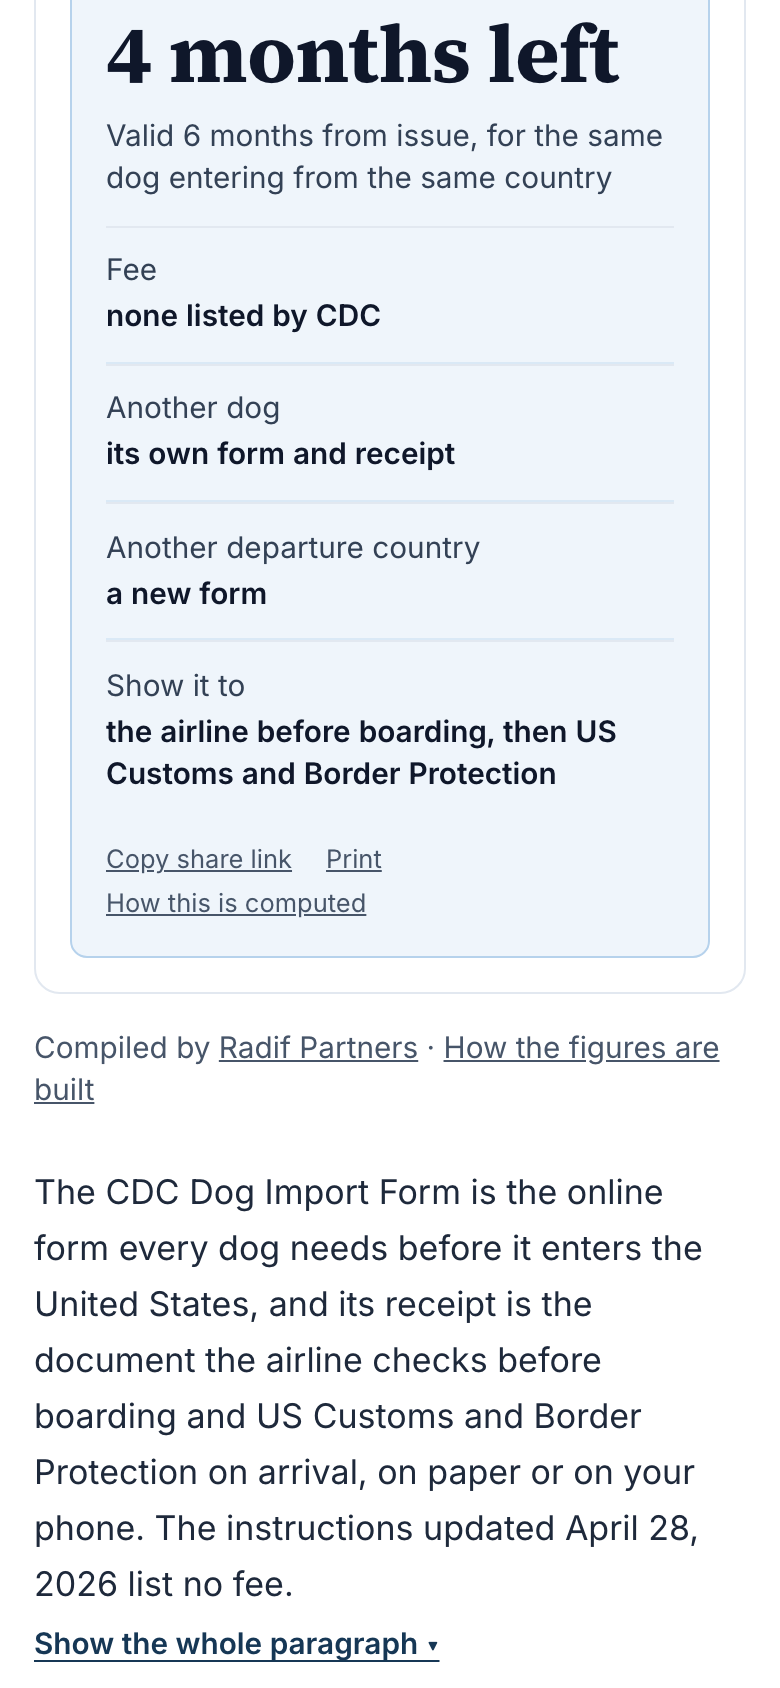 4 months left
Valid 6 months from issue, for the same
dog entering from the same country
Fee
none listed by CDC
Another dog
its own form and receipt
Another departure country
a new form
Show it to
the airline before boarding, then US
Customs and Border Protection
Copy share link Print
How this is computed
Compiled by Radif Partners · How the figures are
built
The CDC Dog Import Form is the online
form every dog needs before it enters the
United States, and its receipt is the
document the airline checks before
boarding and US Customs and Border
Protection on arrival, on paper or on your
phone. The instructions updated April 28,
2026 list no fee.
Show the whole paragraph ▾